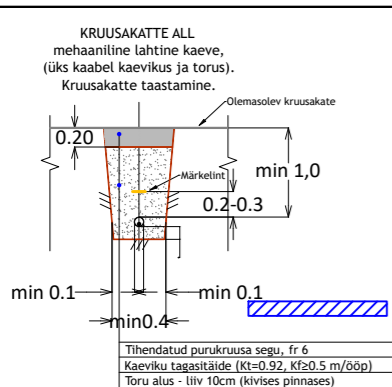 KRUUSAKATTE ALL
mehaaniline lahtine kaeve,
(üks kaabel kaevikus ja torus).
Kruusakatte taastamine.
Olemasolev kruusakate
0.20
min 1,0
Märkelint
0.2-0.3
min 0.1
min 0.1
min0.4
Tihendatud purukruusa segu, fr 6
Kaeviku tagasitäide (Kt=0.92, Kf≥0.5 m/ööp)
Toru alus - liiv 10cm (kivises pinnases)